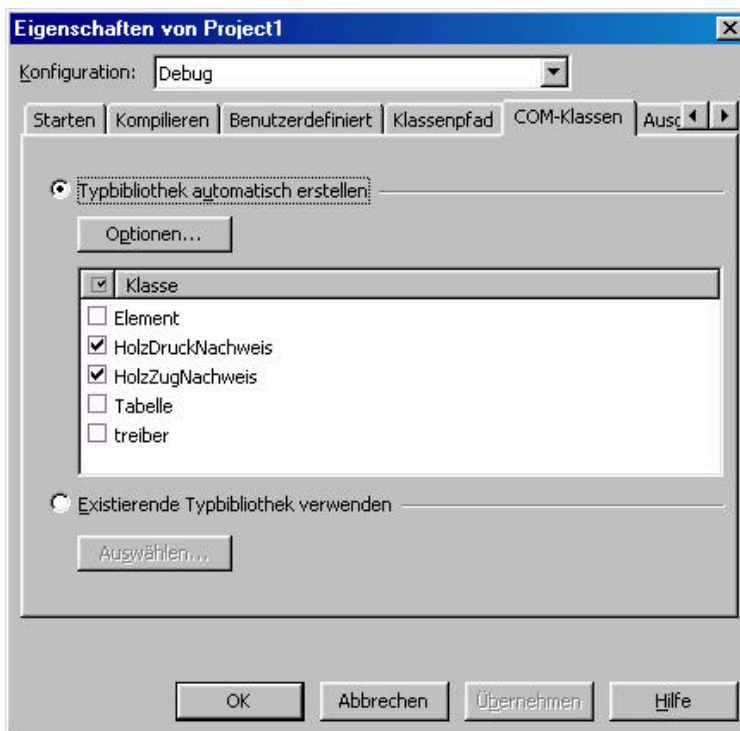 Eigenschaften von Project1
Konfiguration: Debug
Starten Kompilieren Benutzerdefiniert Klassenpfad COM-Klassen
Typbibliothek automatisch erstellen
Optionen...
Klasse
Element
HolzDruckNachweis
HolzZugNachweis
Tabelle
treiber
Existierende Typbibliothek verwenden
Auswählen...
OK Abbrechen Übernehmen Hilfe